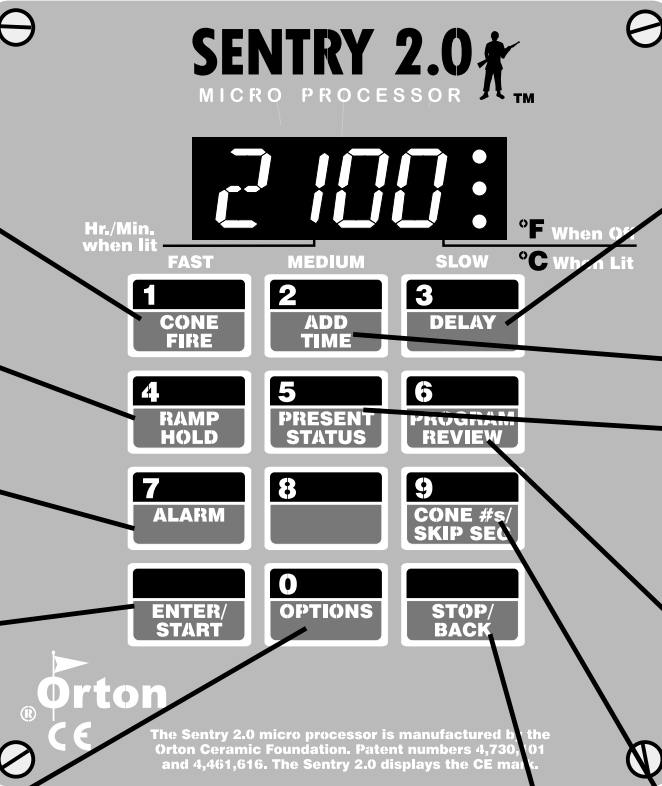 SENTRY 2.0
MICRO PROCESSOR
TM
2100
Hr./Min.
when lit
°F When Off
°C When Lit
FAST MEDIUM SLOW
1 2 3
CONE
FIRE
ADD
TIME
DELAY
4 5 6
RAMP
HOLD
PRESENT
STATUS
PROGRAM
REVIEW
7 8 9
ALARM
CONE #s/
SKIP SEG
0
ENTER/
START
OPTIONS
STOP/
BACK
Orton
®
CE
The Sentry 2.0 micro processor is manufactured by the
Orton Ceramic Foundation. Patent numbers 4,730,101
and 4,461,616. The Sentry 2.0 displays the CE mark.